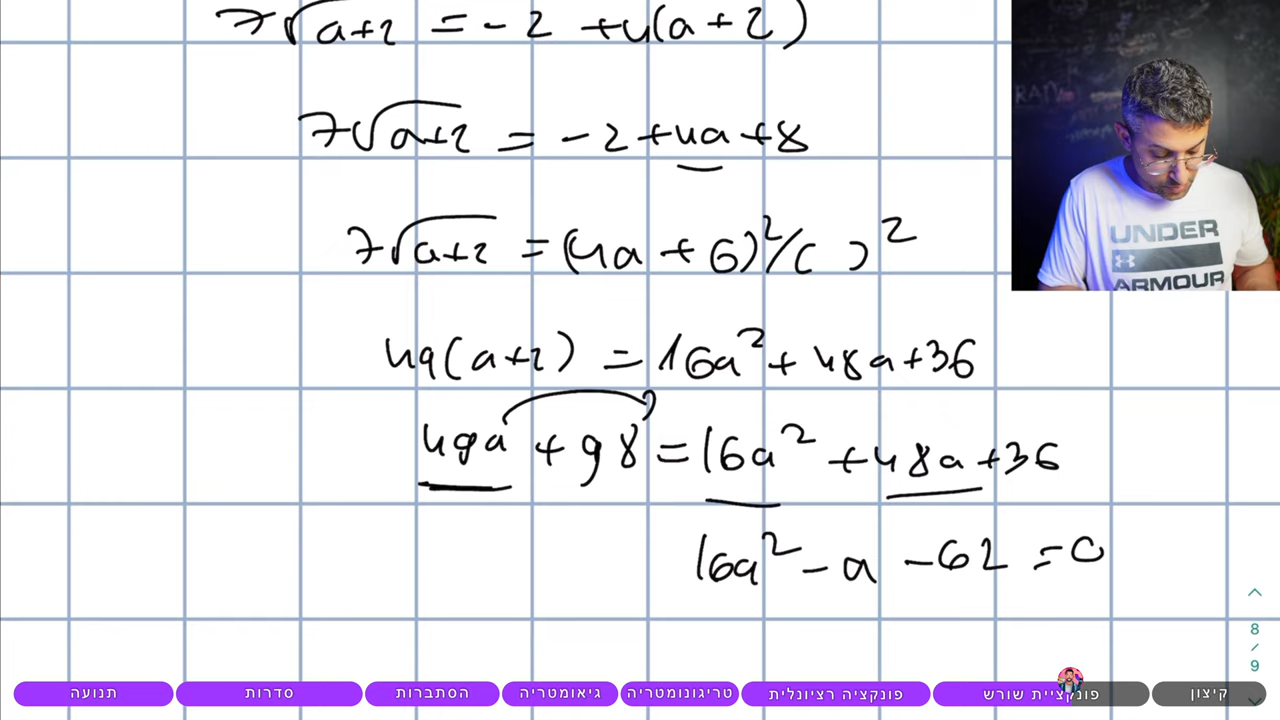 7√a+2 = -2 +4(a+2)
7√a+2 = -2 +4a +8
7√a+2 = (4a +6)²/( )²
49(a+2) = 16a² + 48a+36
49a + 98 = 16a² +48a +36
16a² - a - 62 = 0
UNDER
ARMOUR
8
/
9
תנועה
סדרות
הסתברות
גיאומטריה
טריגונומטריה
פונקציה רציונלית
פונקציית שורש
קיצון